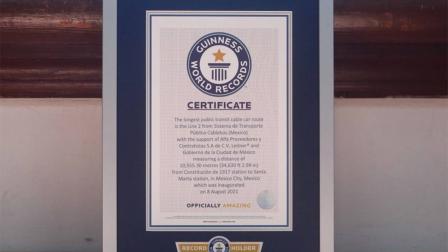 GUINNESS
WORLD RECORDS
CERTIFICATE
The longest public transit cable car route
is the Line 2 from Sistema de Transporte
Público Cablebús (Mexico)
with the support of Alfa Proveedores y
Contratistas S.A de C.V, Leitner® and
Gobierno de la Ciudad de México
measuring a distance of
10,555.30 metres (34,630 ft 2.09 in)
from Constitución de 1917 station to Santa
Marta station, in Mexico City, Mexico
which was inaugurated
on 8 August 2021
OFFICIALLY AMAZING
RECORD HOLDER